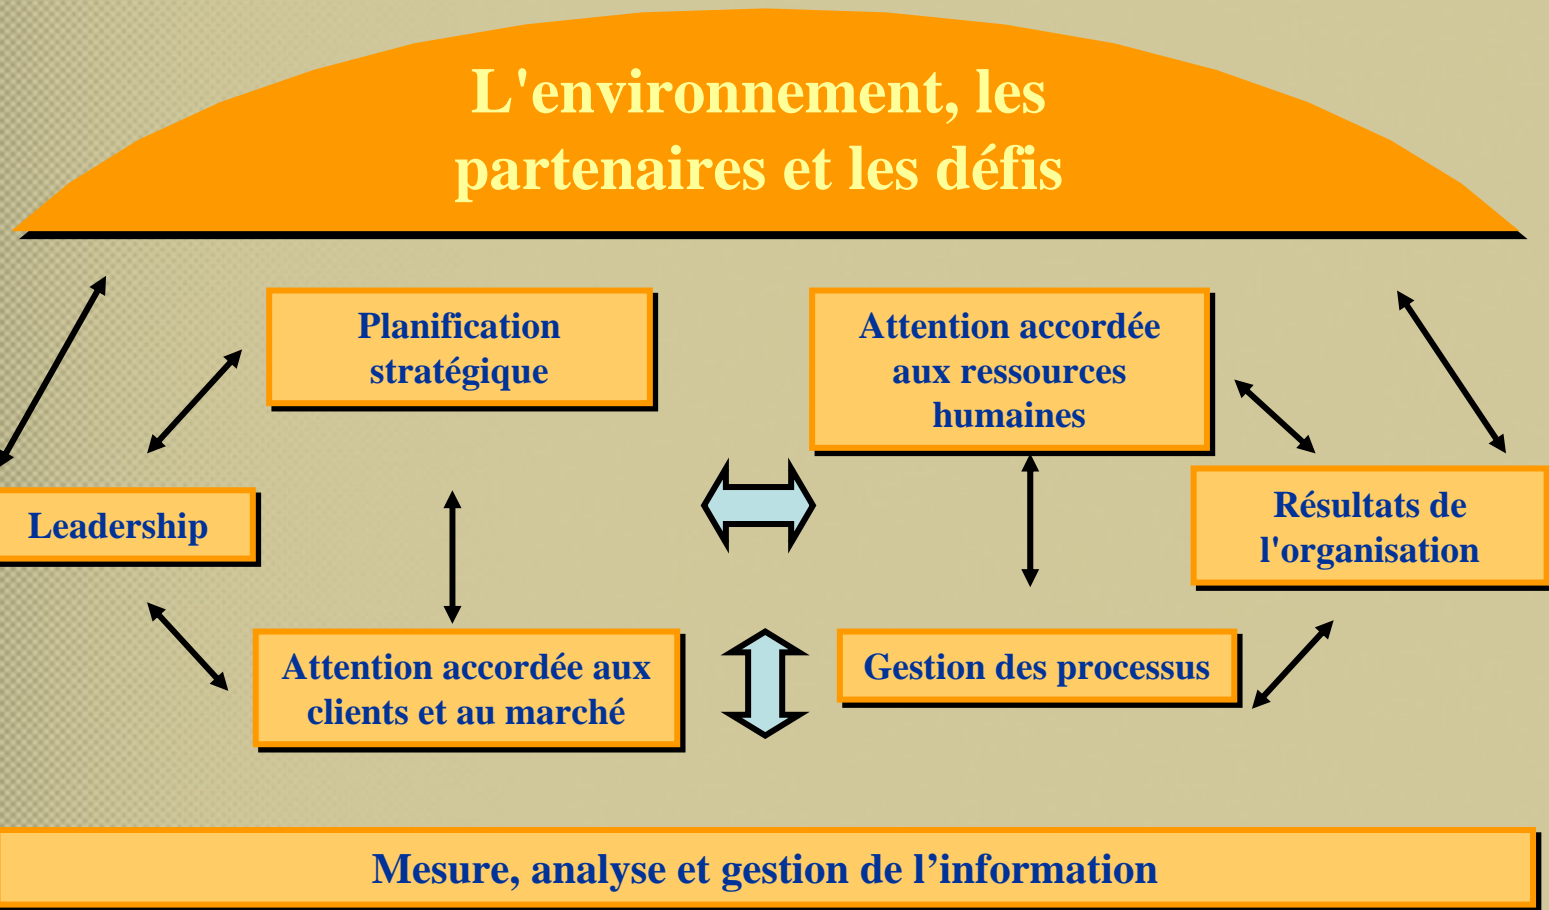 L'environnement, les
partenaires et les défis
Planification
stratégique
Attention accordée
aux ressources
humaines
Leadership
Résultats de
l'organisation
Attention accordée aux
clients et au marché
Gestion des processus
Mesure, analyse et gestion de l’information